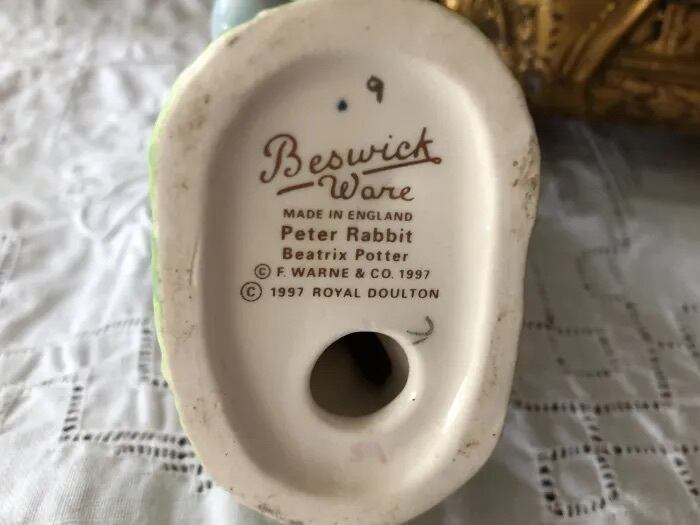 9
Beswick
Ware
MADE IN ENGLAND
Peter Rabbit
Beatrix Potter
© F. WARNE & CO. 1997
© 1997 ROYAL DOULTON